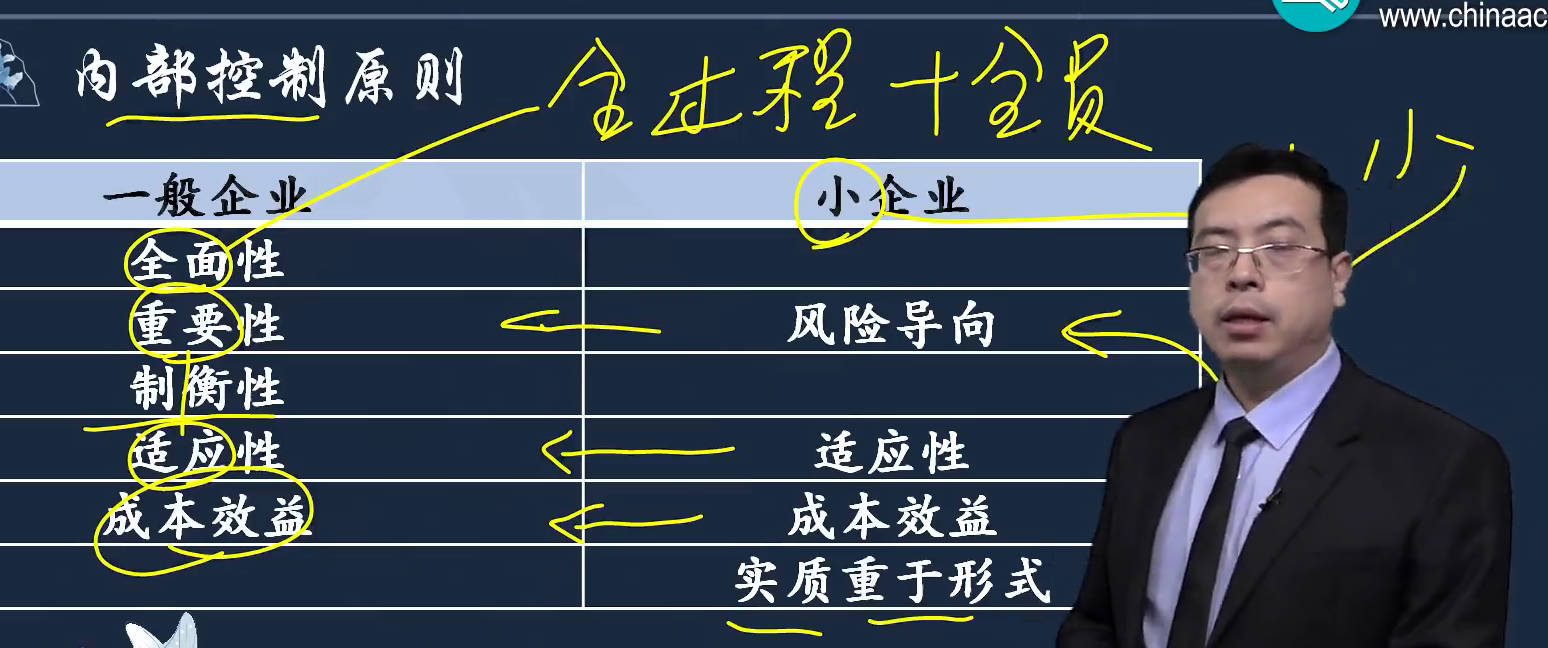 www.chinaac
内部控制原则
全过程+全员
小
一般企业 小企业
全面性
重要性 风险导向
制衡性
适应性 适应性
成本效益 成本效益
实质重于形式